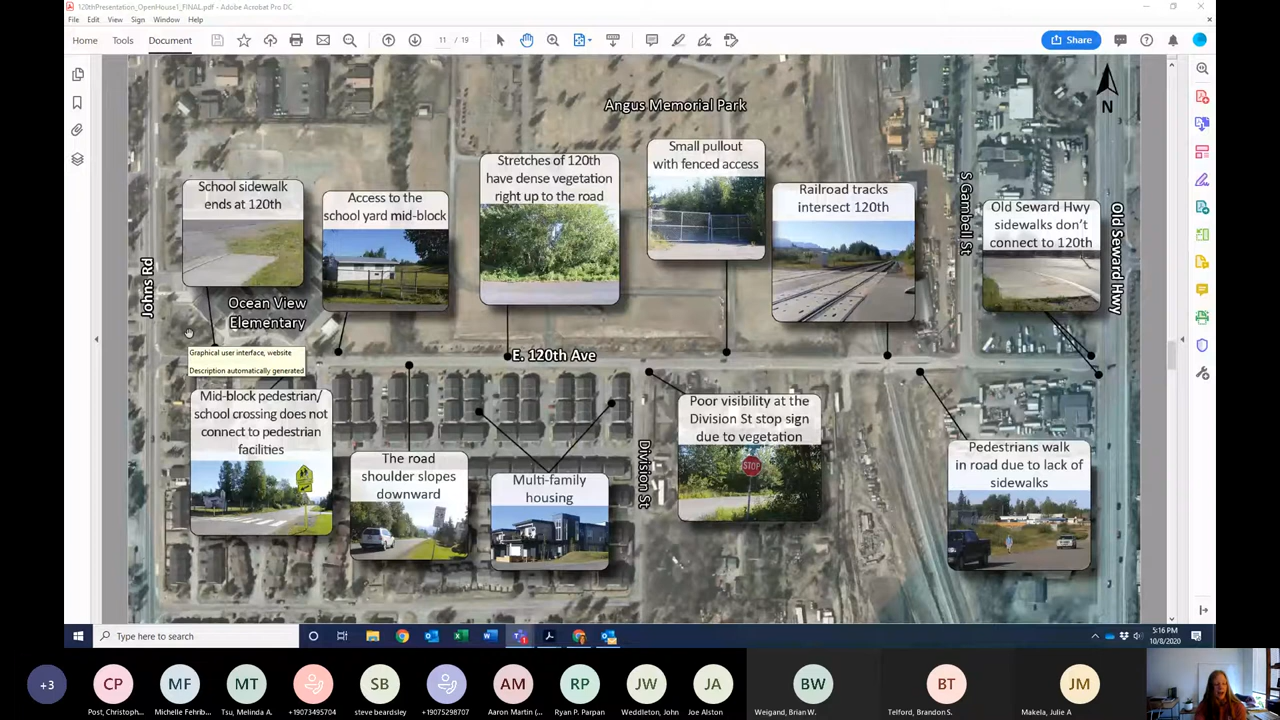 120thPresentation_OpenHouse1_FINAL.pdf - Adobe Acrobat Pro DC
File Edit View Sign Window Help
Home Tools Document 11 / 19 Share
Angus Memorial Park
N
School sidewalk
ends at 120th
Access to the
school yard mid-block
Stretches of 120th
have dense vegetation
right up to the road
Small pullout
with fenced access
Railroad tracks
intersect 120th
Old Seward Hwy
sidewalks don't
connect to 120th
Johns Rd
S Gambell St
Old Seward Hwy
Ocean View
Elementary
E. 120th Ave
Graphical user interface, website
Description automatically generated
Mid-block pedestrian/
school crossing does not
connect to pedestrian
facilities
The road
shoulder slopes
downward
Multi-family
housing
Division St
Poor visibility at the
Division St stop sign
due to vegetation
STOP
Pedestrians walk
in road due to lack of
sidewalks
Type here to search
5:16 PM
10/8/2020
+3 CP MF MT SB AM RP JW JA BW BT JM
Post, Christoph... Michelle Fehrib... Tsu, Melinda A. +19073495704 steve beardsley +19075298707 Aaron Martin (... Ryan P. Parpan Weddleton, John Joe Alston Weigand, Brian W. Telford, Brandon S. Makela, Julie A